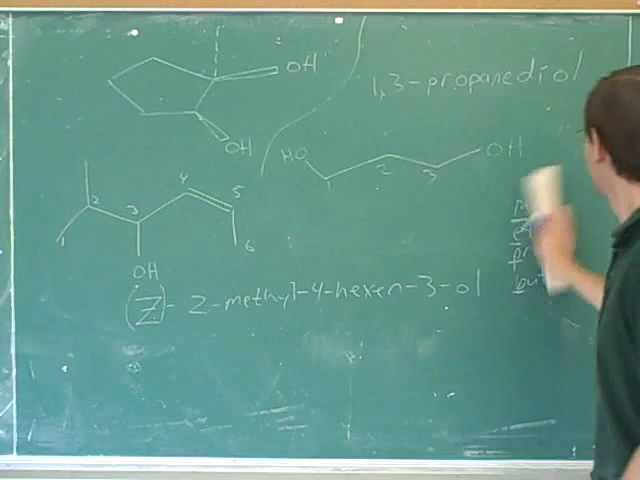 OH
1,3-propanediol
OH
HO
OH
1 2 3
1 2 3 4 5 6
OH
(Z)-2-methyl-4-hexen-3-ol